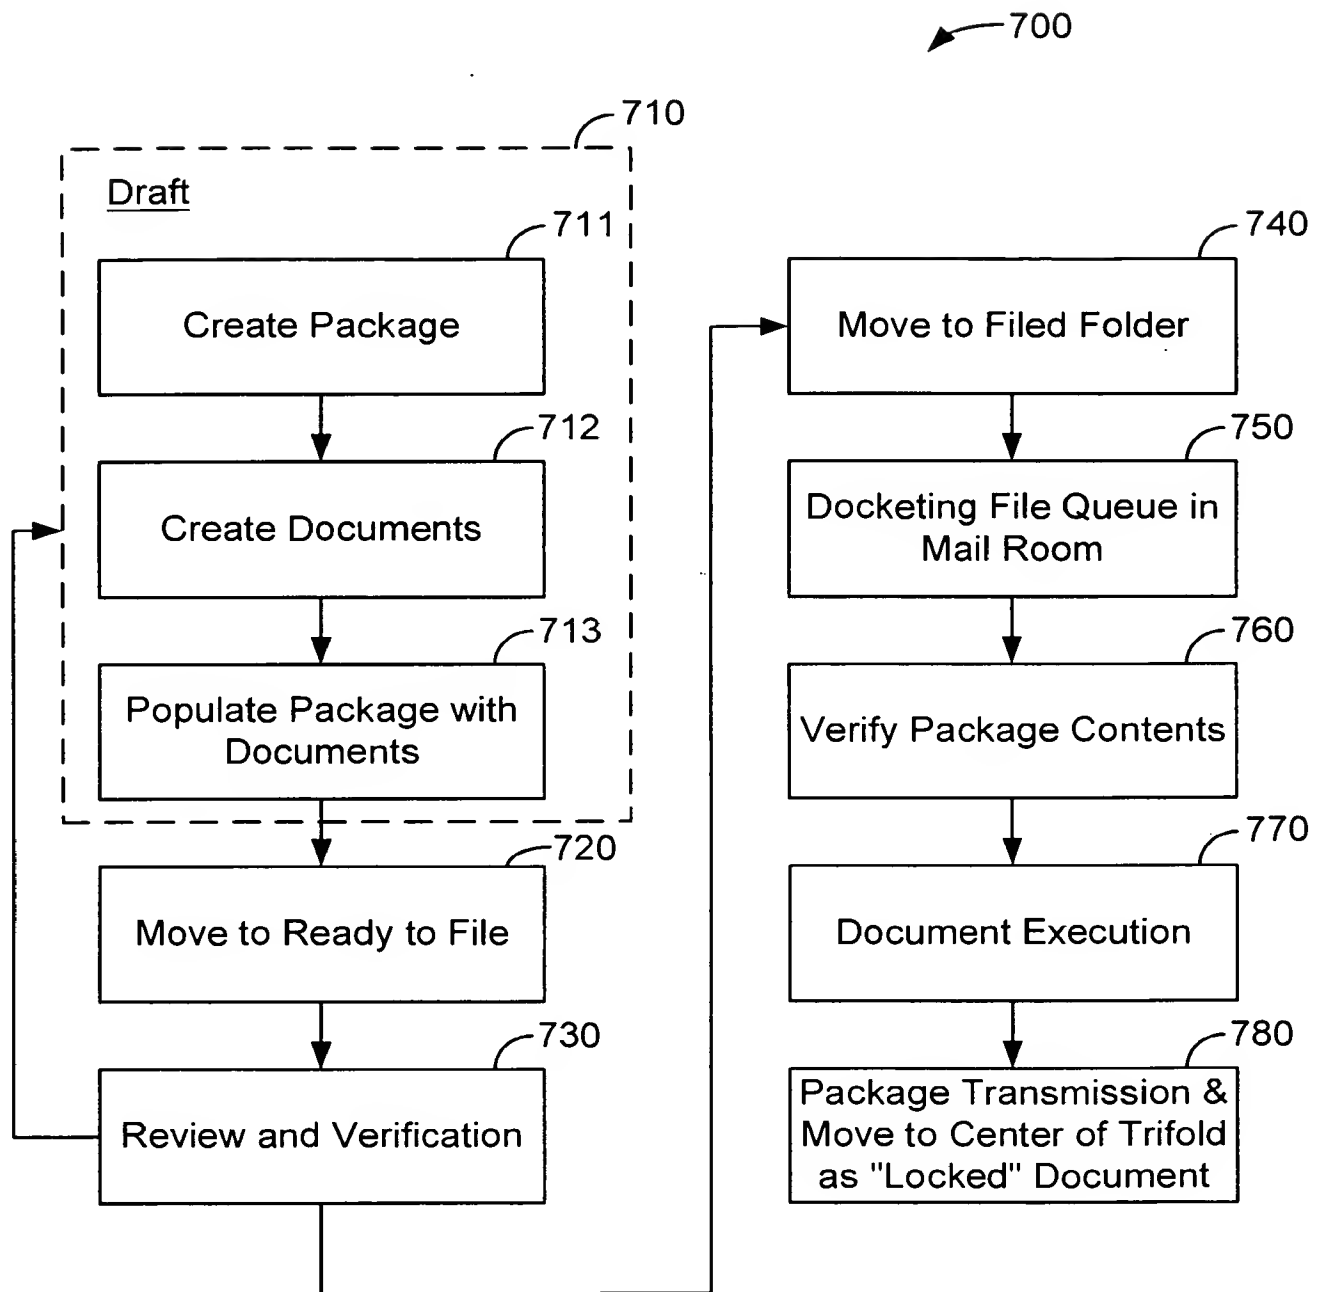 700
710
Draft
711
Create Package
712
Create Documents
713
Populate Package with
Documents
720
Move to Ready to File
730
Review and Verification
740
Move to Filed Folder
750
Docketing File Queue in
Mail Room
760
Verify Package Contents
770
Document Execution
780
Package Transmission &
Move to Center of Trifold
as "Locked" Document